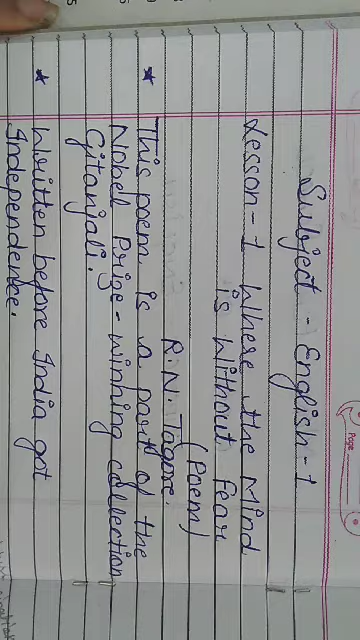 Page
Subject - English - 1
Lesson - 1 Where the Mind
is Without Fear
(Poem)
R.N. Tagore.
★ This poem is a part of the
Nobel Prize - winning collection
Gitanjali.
★ Written before India got
Independence.